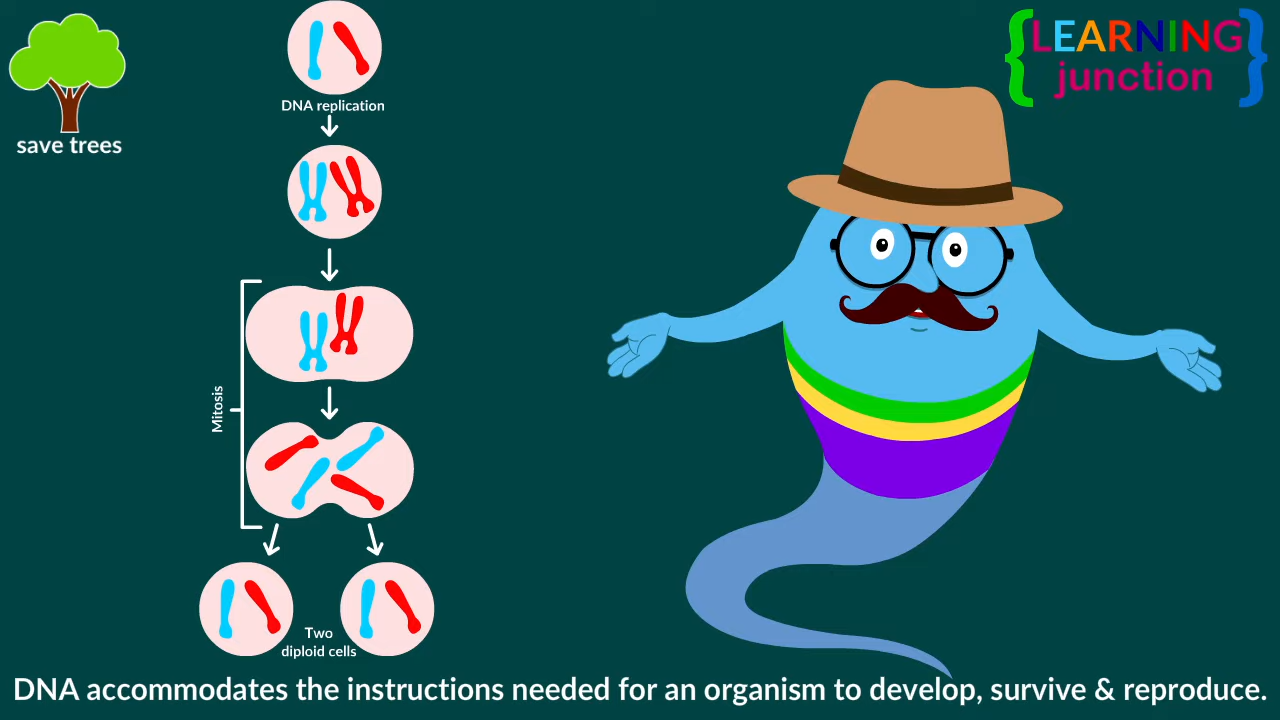 save trees
{LEARNING
junction}
DNA replication
Mitosis
Two
diploid cells
DNA accommodates the instructions needed for an organism to develop, survive & reproduce.